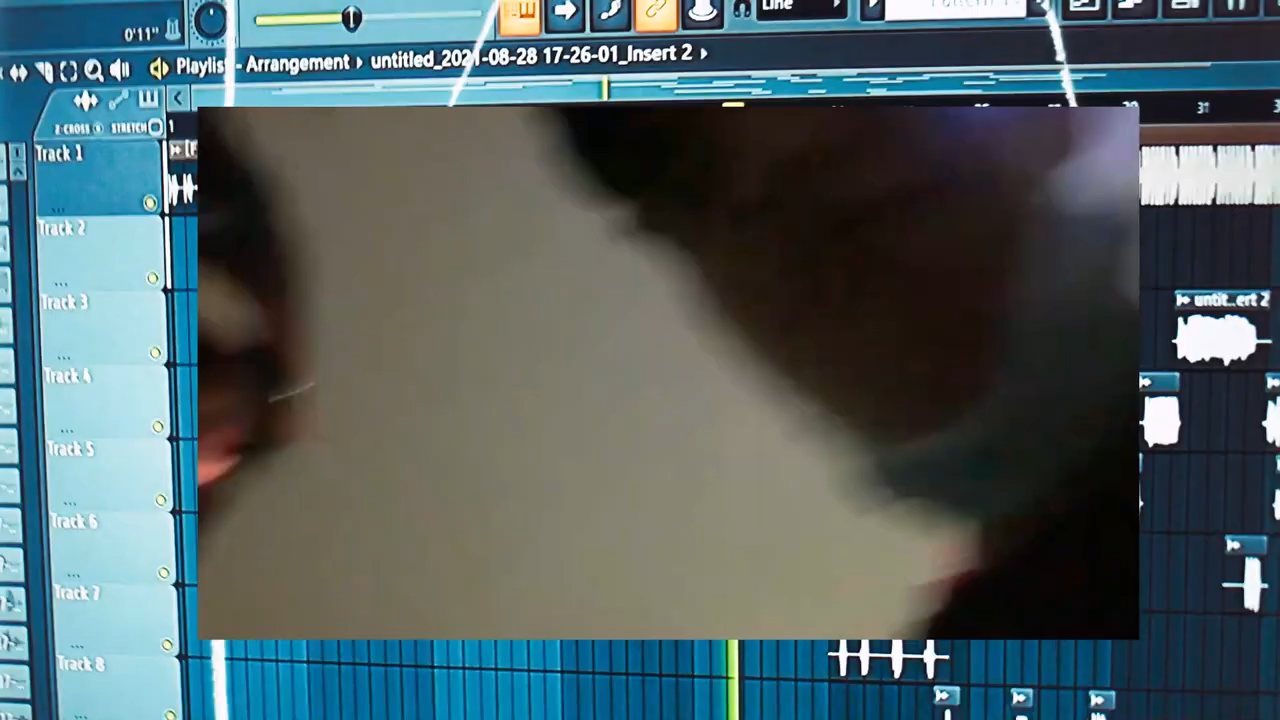 0'11"
Line
Playlist - Arrangement › untitled_2021-08-28 17-26-01_Insert 2 ›
Z-CROSS STRETCH
1
31
Track 1
Track 2
Track 3
untit..ert 2
Track 4
Track 5
Track 6
Track 7
Track 8